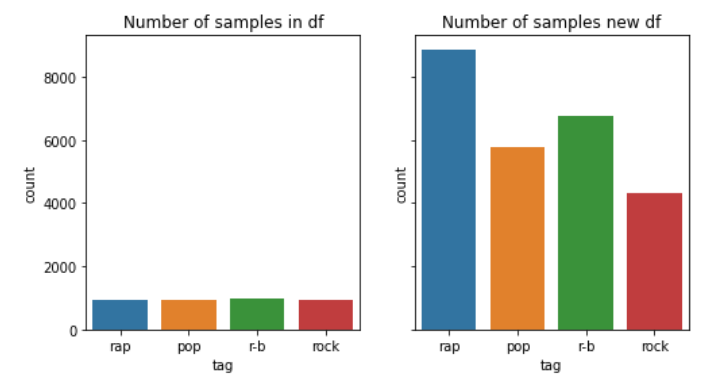 Number of samples in df
8000
6000
4000
2000
0
count
rap pop r-b rock
tag
Number of samples new df
count
rap pop r-b rock
tag